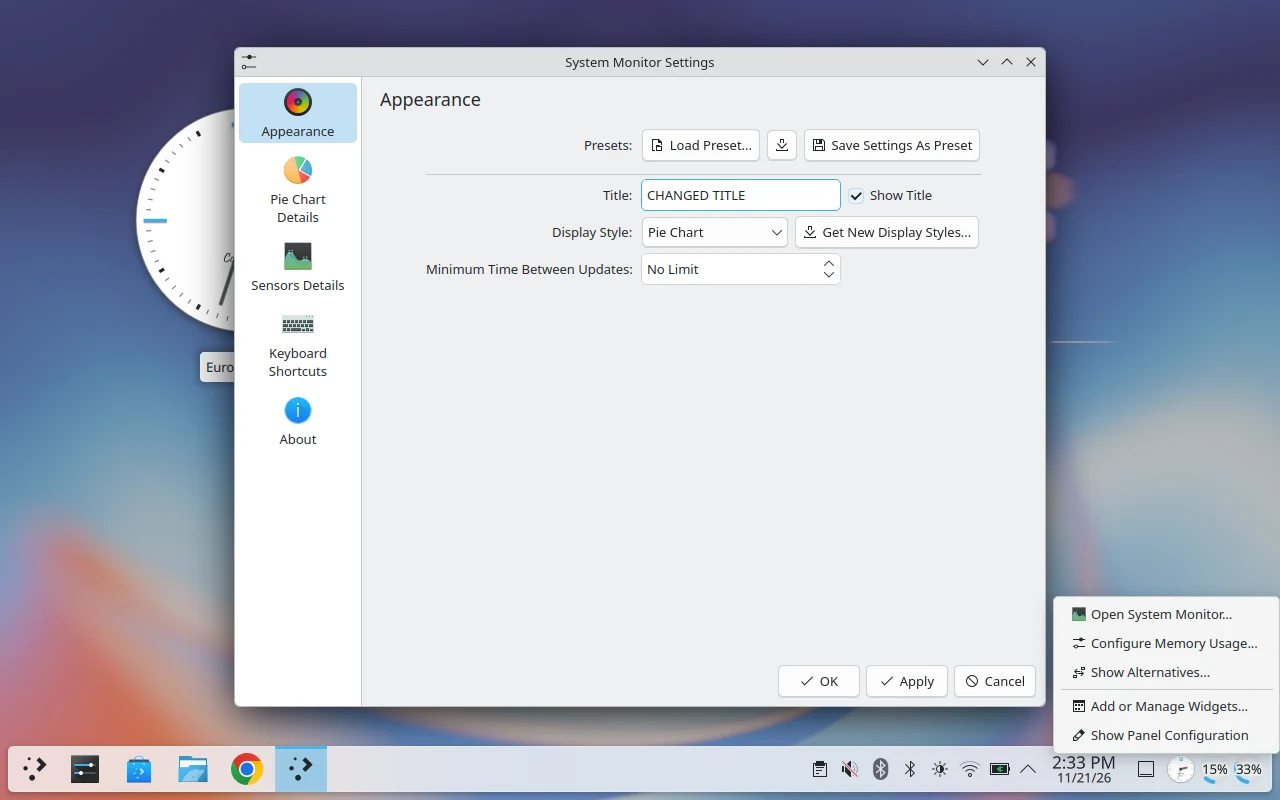 System Monitor Settings
Appearance
Pie Chart
Details
Sensors Details
Keyboard
Shortcuts
About
Appearance
Presets:
Load Preset...
Save Settings As Preset
Title:
CHANGED TITLE
Show Title
Display Style:
Pie Chart
Get New Display Styles...
Minimum Time Between Updates:
No Limit
OK
Apply
Cancel
Euro
Open System Monitor...
Configure Memory Usage...
Show Alternatives...
Add or Manage Widgets...
Show Panel Configuration
2:33 PM
11/21/26
15%
33%